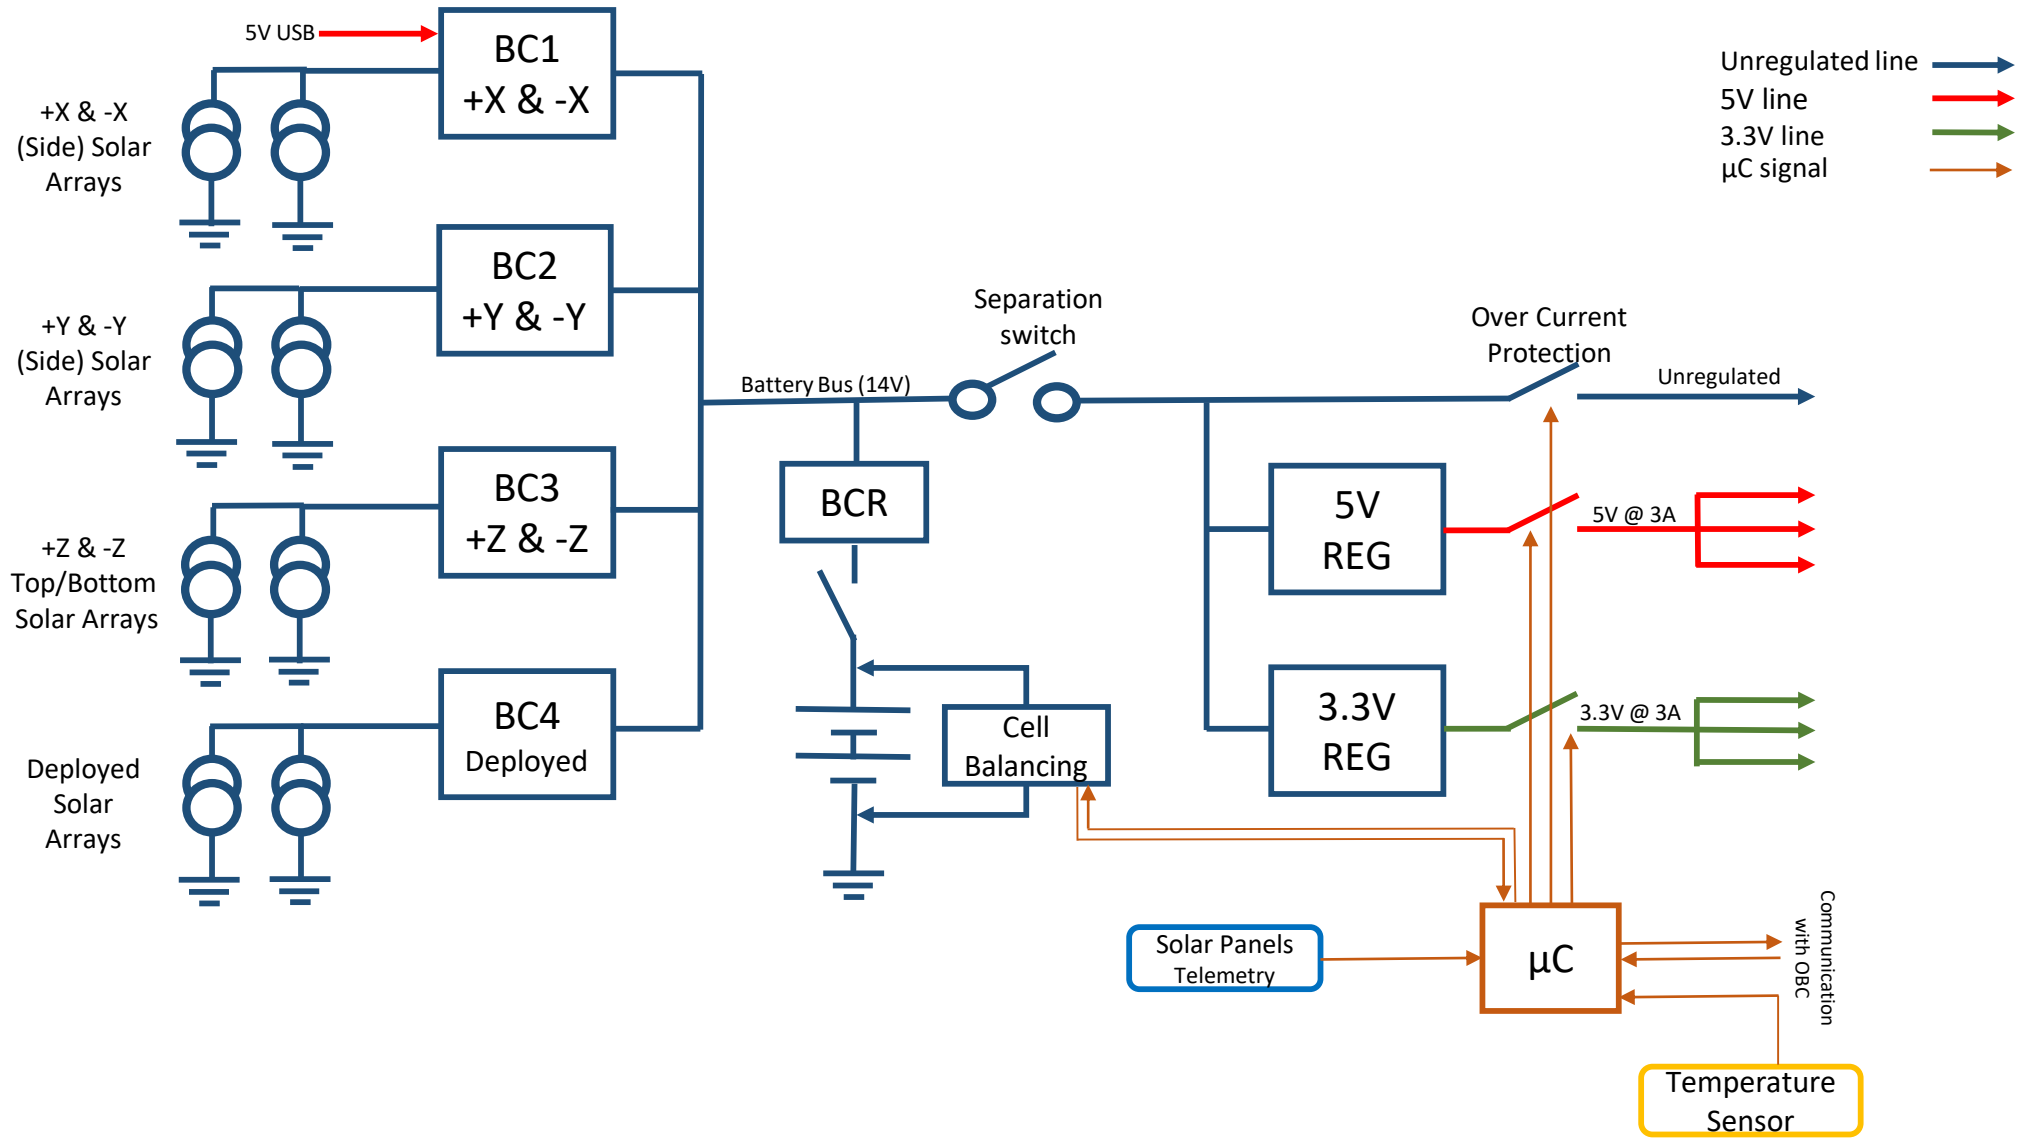 5V USB
BC1
+X & -X
+X & -X
(Side) Solar
Arrays
BC2
+Y & -Y
+Y & -Y
(Side) Solar
Arrays
BC3
+Z & -Z
+Z & -Z
Top/Bottom
Solar Arrays
BC4
Deployed
Deployed
Solar
Arrays
Battery Bus (14V)
BCR
Cell
Balancing
Separation
switch
Over Current
Protection
Unregulated
5V
REG
5V @ 3A
3.3V
REG
3.3V @ 3A
Unregulated line
5V line
3.3V line
µC signal
Solar Panels
Telemetry
µC
Communication
with OBC
Temperature
Sensor